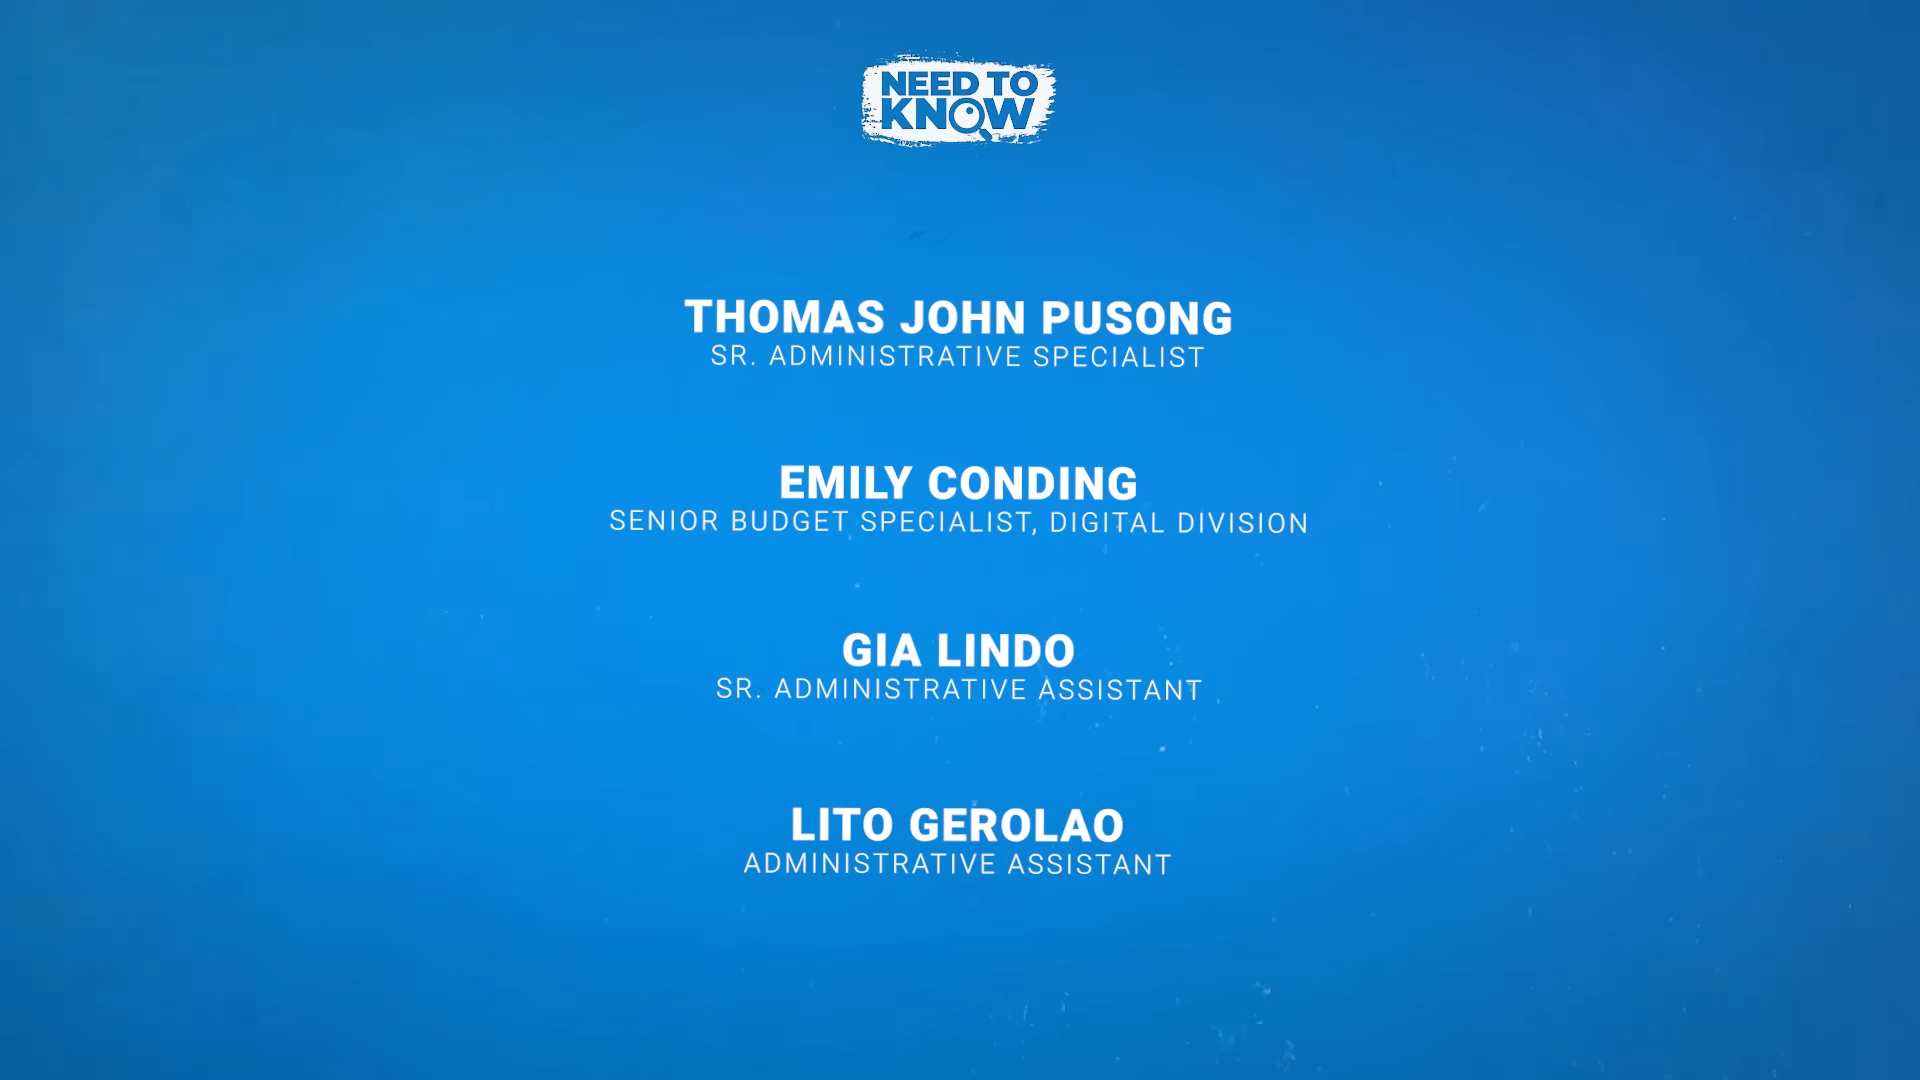 NEED TO
KNOW
THOMAS JOHN PUSONG
SR. ADMINISTRATIVE SPECIALIST
EMILY CONDING
SENIOR BUDGET SPECIALIST, DIGITAL DIVISION
GIA LINDO
SR. ADMINISTRATIVE ASSISTANT
LITO GEROLAO
ADMINISTRATIVE ASSISTANT